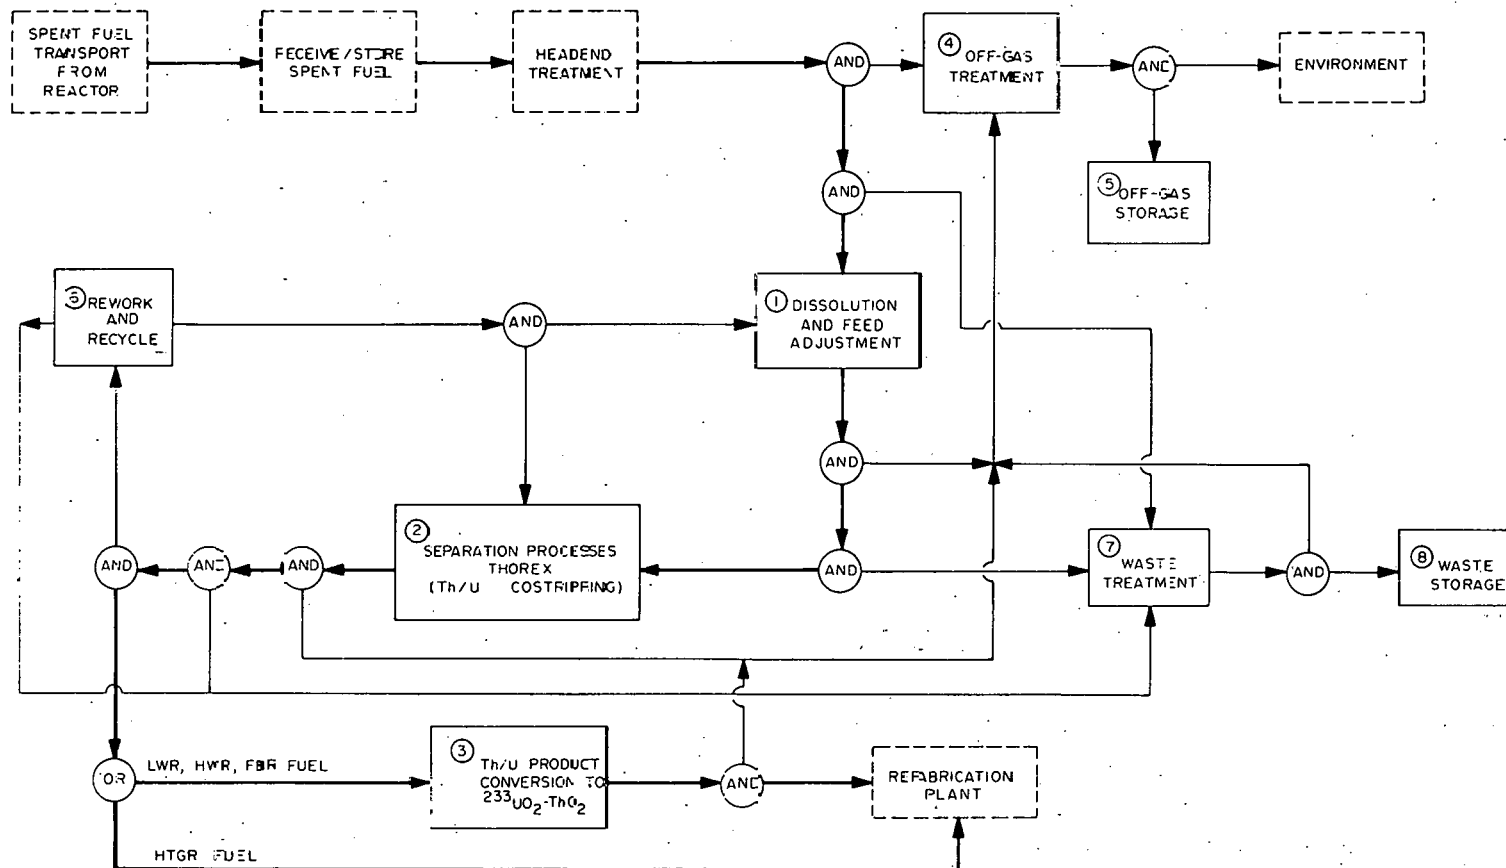 SPENT FUEL
TRANSPORT
FROM
REACTOR
FECEIVE/STORE
SPENT FUEL
HEADEND
TREATMENT
AND
④ OFF-GAS
TREATMENT
AND
ENVIRONMENT
AND
⑤ OFF-GAS
STORAGE
⑥ REWORK
AND
RECYCLE
AND
① DISSOLUTION
AND FEED
ADJUSTMENT
AND
② SEPARATION PROCESSES
THOREX
(Th/U COSTRIPPING)
AND
AND
AND
AND
⑦ WASTE
TREATMENT
AND
⑧ WASTE
STORAGE
OR
LWR, HWR, FBR FUEL
③ Th/U PRODUCT
CONVERSION TO
²³³UO₂-ThO₂
AND
REFABRICATION
PLANT
HTGR FUEL